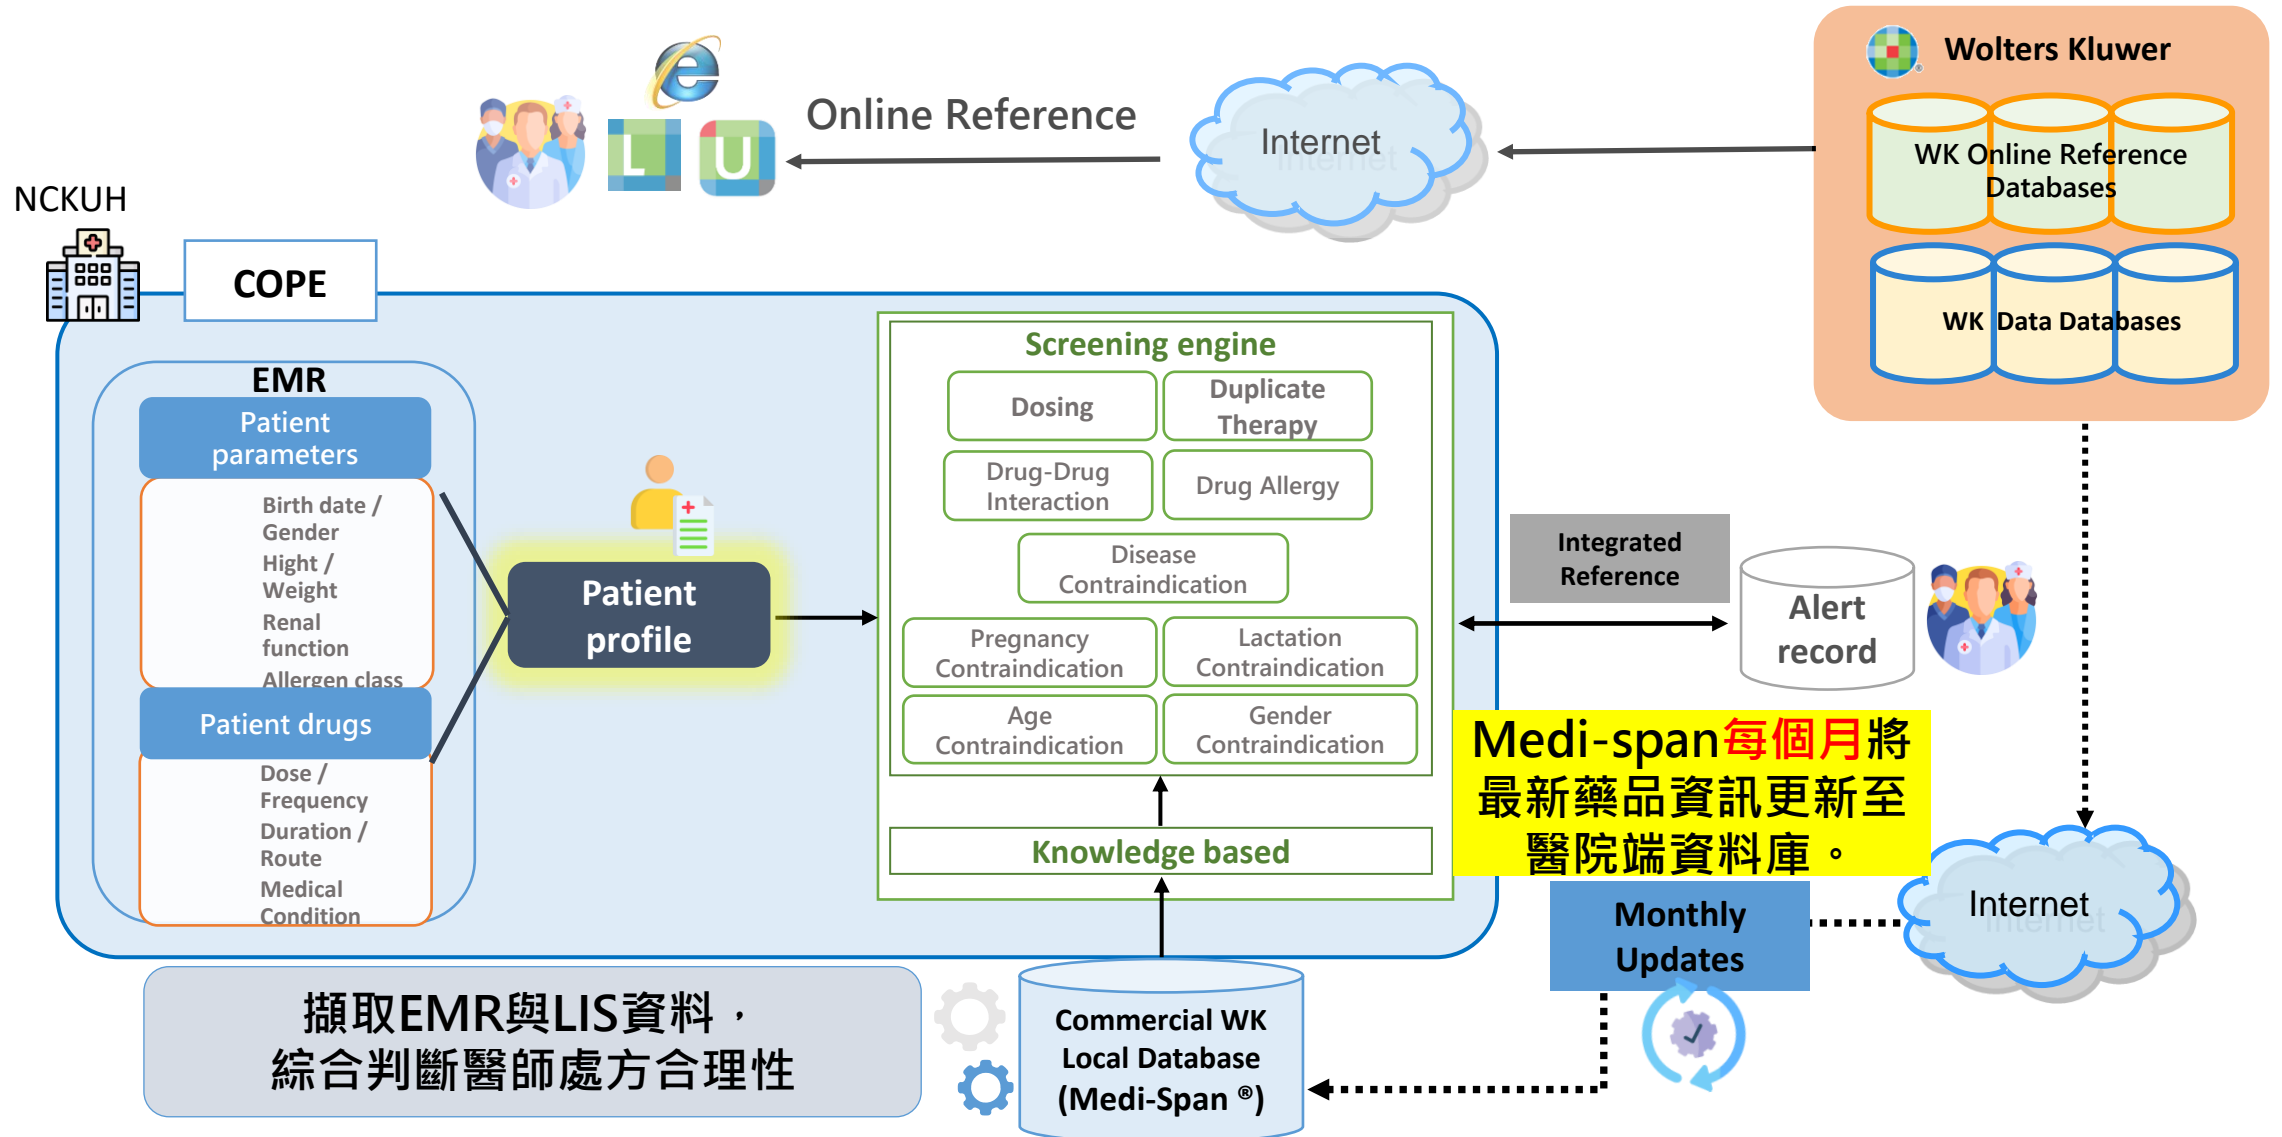 Wolters Kluwer
WK Online Reference
Databases
WK Data Databases
Internet
Online Reference
L
U
NCKUH
COPE
EMR
Patient
parameters
Birth date /
Gender
Hight /
Weight
Renal
function
Allergen class
Patient drugs
Dose /
Frequency
Duration /
Route
Medical
Condition
Patient
profile
Screening engine
Dosing
Duplicate
Therapy
Drug-Drug
Interaction
Drug Allergy
Disease
Contraindication
Pregnancy
Contraindication
Lactation
Contraindication
Age
Contraindication
Gender
Contraindication
Knowledge based
Integrated
Reference
Alert
record
Medi-span每個月將
最新藥品資訊更新至
醫院端資料庫。
Monthly
Updates
Internet
擷取EMR與LIS資料，
綜合判斷醫師處方合理性
Commercial WK
Local Database
(Medi-Span ®)